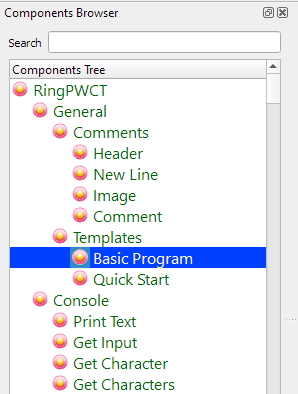 Components Browser
Search
Components Tree
RingPWCT
General
Comments
Header
New Line
Image
Comment
Templates
Basic Program
Quick Start
Console
Print Text
Get Input
Get Character
Get Characters